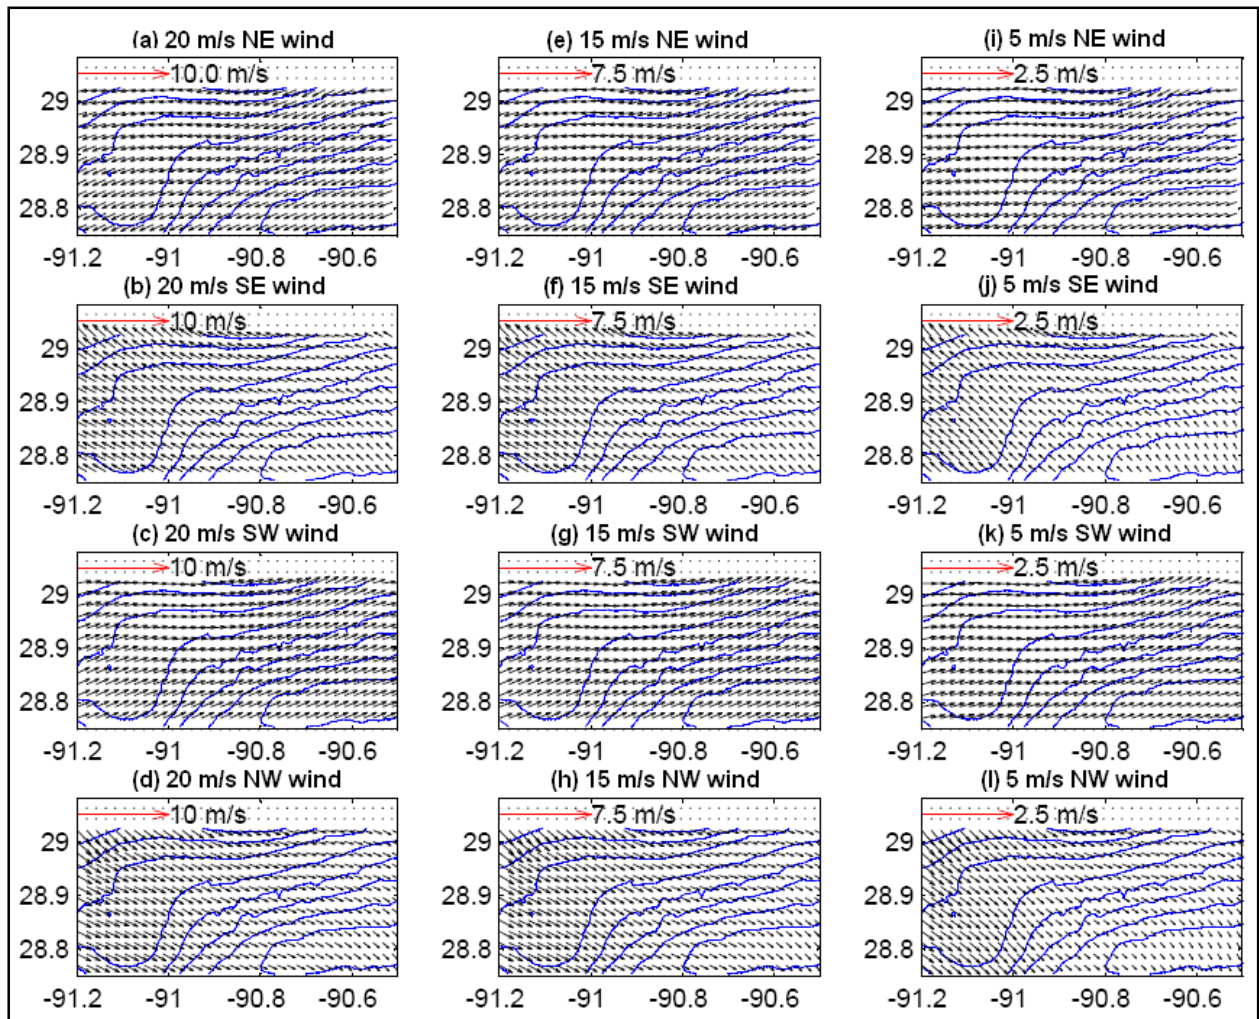 (a) 20 m/s NE wind (e) 15 m/s NE wind (i) 5 m/s NE wind
10.0 m/s 7.5 m/s 2.5 m/s
29 29 29
28.9 28.9 28.9
28.8 28.8 28.8
-91.2 -91 -90.8 -90.6 -91.2 -91 -90.8 -90.6 -91.2 -91 -90.8 -90.6
(b) 20 m/s SE wind (f) 15 m/s SE wind (j) 5 m/s SE wind
10 m/s 7.5 m/s 2.5 m/s
29 29 29
28.9 28.9 28.9
28.8 28.8 28.8
-91.2 -91 -90.8 -90.6 -91.2 -91 -90.8 -90.6 -91.2 -91 -90.8 -90.6
(c) 20 m/s SW wind (g) 15 m/s SW wind (k) 5 m/s SW wind
10 m/s 7.5 m/s 2.5 m/s
29 29 29
28.9 28.9 28.9
28.8 28.8 28.8
-91.2 -91 -90.8 -90.6 -91.2 -91 -90.8 -90.6 -91.2 -91 -90.8 -90.6
(d) 20 m/s NW wind (h) 15 m/s NW wind (l) 5 m/s NW wind
10 m/s 7.5 m/s 2.5 m/s
29 29 29
28.9 28.9 28.9
28.8 28.8 28.8
-91.2 -91 -90.8 -90.6 -91.2 -91 -90.8 -90.6 -91.2 -91 -90.8 -90.6